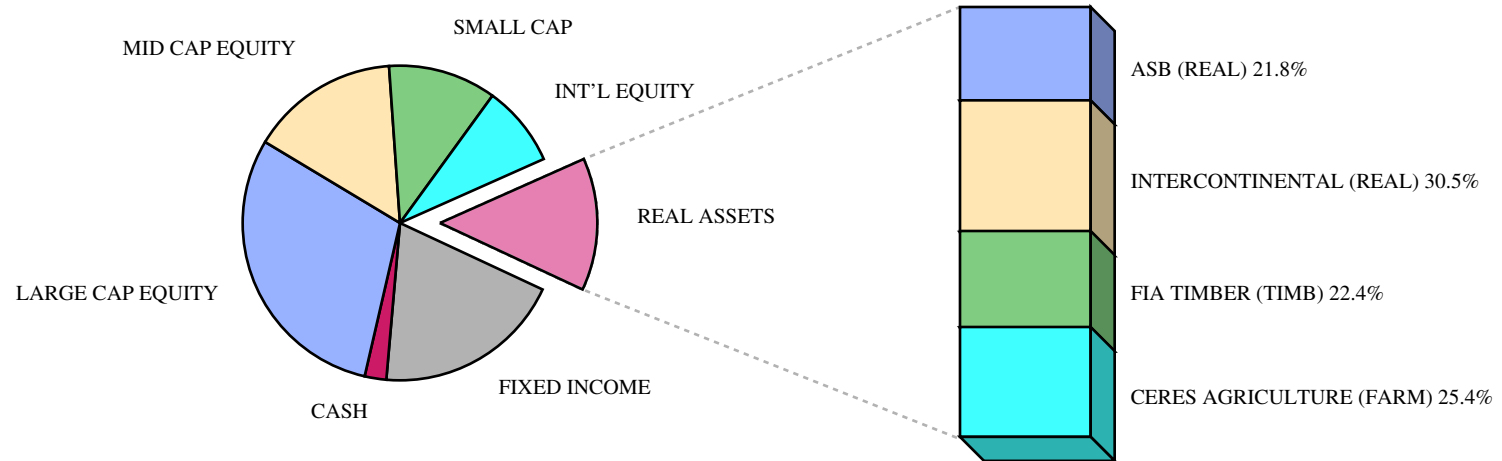 SMALL CAP
MID CAP EQUITY
INT'L EQUITY
REAL ASSETS
LARGE CAP EQUITY
FIXED INCOME
CASH
ASB (REAL) 21.8%
INTERCONTINENTAL (REAL) 30.5%
FIA TIMBER (TIMB) 22.4%
CERES AGRICULTURE (FARM) 25.4%